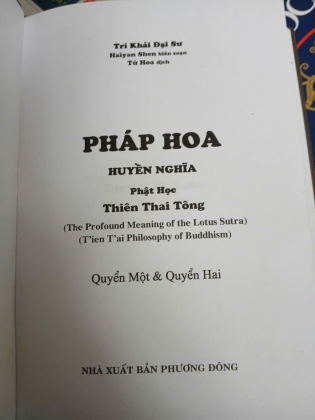 Trí Khải Đại Sư
Haiyan Shen biên soạn
Từ Hoa dịch
PHÁP HOA
HUYỀN NGHĨA
Phật Học
Thiên Thai Tông
(The Profound Meaning of the Lotus Sutra)
(T'ien T'ai Philosophy of Buddhism)
Quyển Một & Quyển Hai
NHÀ XUẤT BẢN PHƯƠNG ĐÔNG